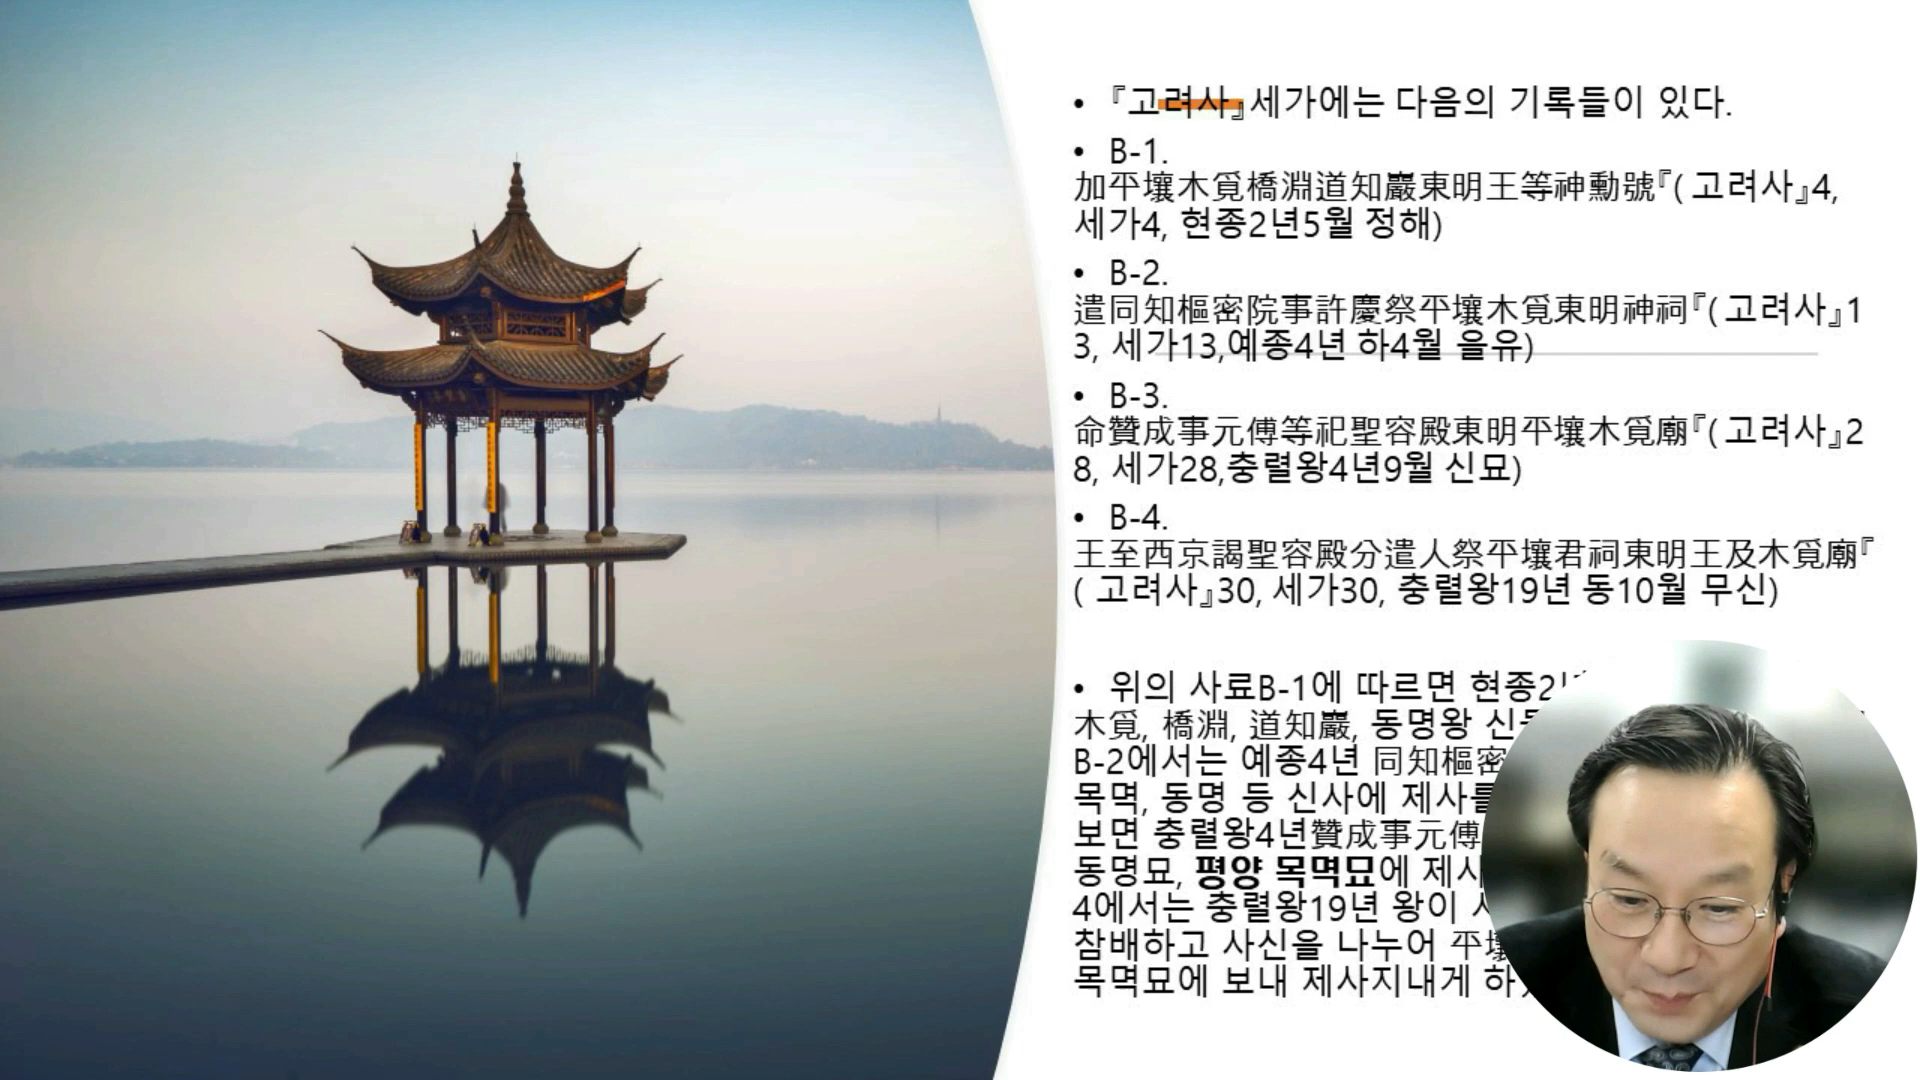 • 『고려사』세가에는 다음의 기록들이 있다.
• B-1.
加平壤木覓橋淵道知巖東明王等神勳號『( 고려사』4,
세가4, 현종2년5월 정해)
• B-2.
遣同知樞密院事許慶祭平壤木覓東明神祠『( 고려사』1
3, 세가13,예종4년 하4월 을유)
• B-3.
命贊成事元傅等祀聖容殿東明平壤木覓廟『( 고려사』2
8, 세가28,충렬왕4년9월 신묘)
• B-4.
王至西京謁聖容殿分遣人祭平壤君祠東明王及木覓廟『
( 고려사』30, 세가30, 충렬왕19년 동10월 무신)
• 위의 사료B-1에 따르면 현종2
木覓, 橋淵, 道知巖, 동명왕
B-2에서는 예종4년 同知樞密
목멱, 동명 등 신사에 제사를
보면 충렬왕4년贊成事元傅
동명묘, 평양 목멱묘에
4에서는 충렬왕19년 왕이
참배하고 사신을 나누어 平壤
목멱묘에 보내 제사지내게